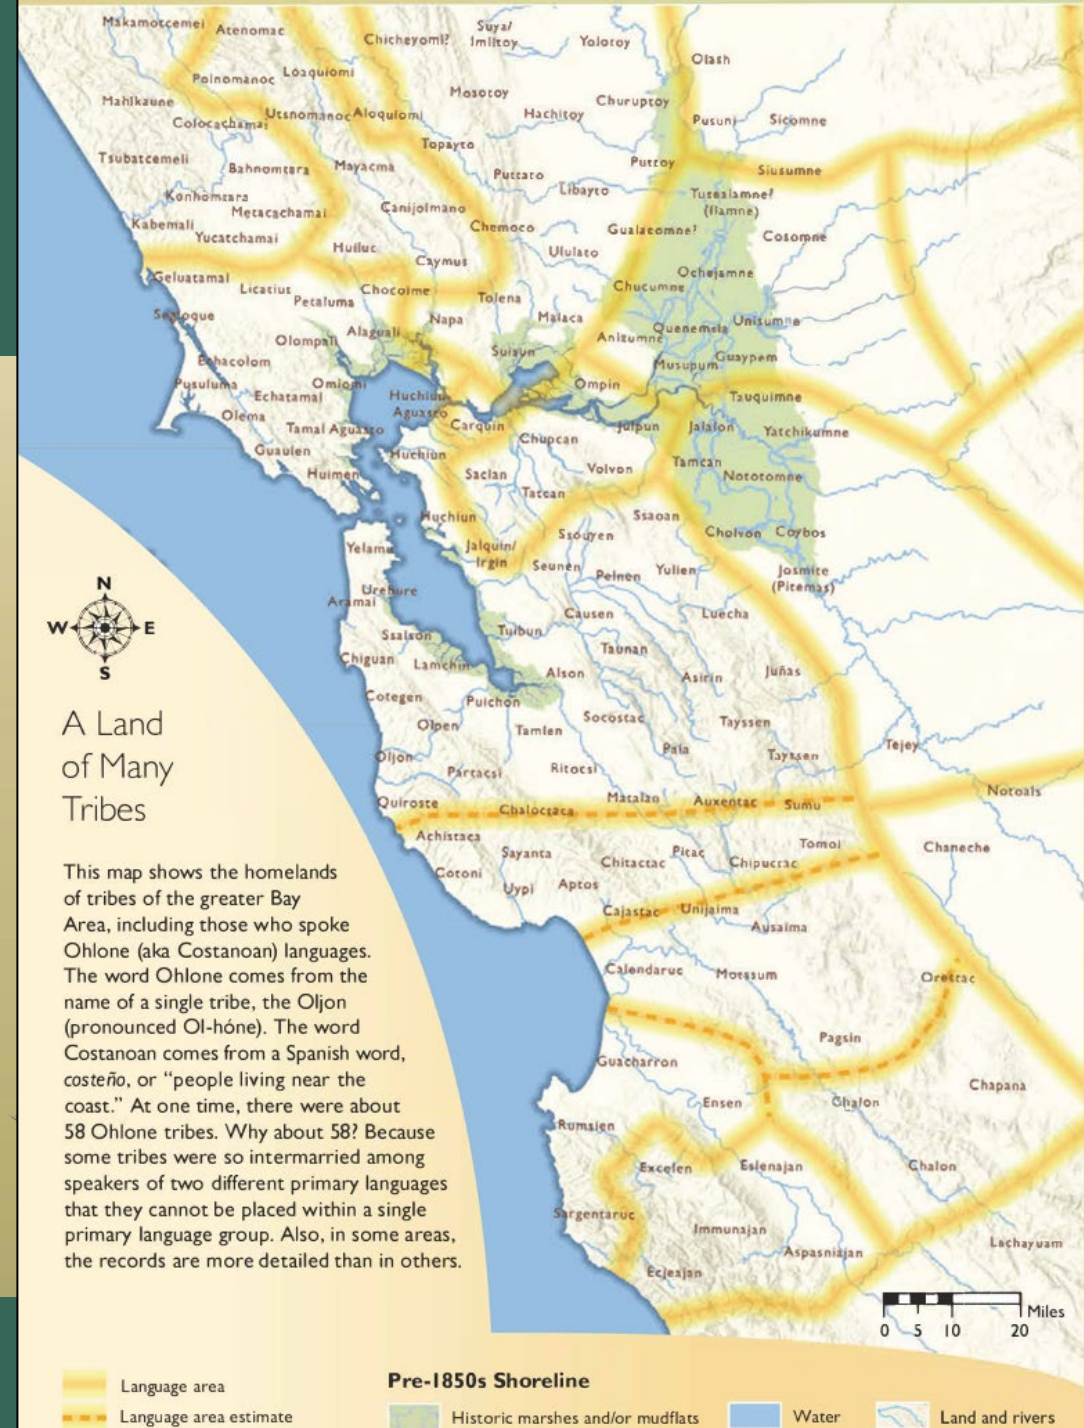 Makamotcemei
Atenomac
Chicheyomi?
Suya/
Imiltoy
Yolotoy
Olash
Polnomanoc
Loaquiomi
Mahikaune
Colocachamai
Utsnomanoc
Aloquiomi
Mosotoy
Hachitoy
Churuptoy
Pusuni
Sicomne
Topayto
Tsubatcemeli
Bahnomtara
Mayacma
Puttato
Puttoy
Libayto
Siusumne
Konhomtara
Metacachamai
Canijolmano
Tuzealamne?
(Ilamne)
Kabemali
Yucatchamai
Chemoco
Gualacomne?
Cosomne
Huiluc
Caymus
Ululato
Geluatamal
Licatiut
Petaluma
Chocoime
Tolena
Chucumne
Ochejamne
Segloque
Olompali
Alaguali
Napa
Malaca
Anizumne
Quenemsia
Unisumne
Echacolom
Suisun
Musupum
Guaypem
Pusuluma
Echatamal
Omiomi
Huchiun
Aguasto
Ompin
Tauquimne
Olema
Tamal Aguasto
Carquin
Chupcan
Julpun
Jalalon
Yatchikumne
Guaulen
Huchiun
Huimen
Saclan
Volvon
Tamcan
Nototomne
Tatcan
Huchiun
Ssaoan
Yelamu
Jalquin/
Irgin
Ssouyen
Cholvon
Coybos
Seunen
Pelnen
Yulien
Josmite
(Pitemas)
Urebure
Aramai
Causen
Luecha
Ssalson
Tuibun
Taunan
Chiguan
Lamchin
Alson
Asirin
Juñas
Cotegen
Puichon
Olpen
Tamien
Socostac
Tayssen
Oljon
Partacsi
Ritocsi
Pala
Tayssen
Tejey
Quiroste
Chaloctaca
Matalan
Auxentac
Sumu
Notoals
Achistaca
Sayanta
Chitactac
Pitac
Chipuctac
Tomoi
Chaneche
Cotoni
Uypi
Aptos
Cajastac
Unijaima
Ausaima
Calendaruc
Motssum
Orestac
Pagsin
Guacharron
Chapana
Ensen
Chalon
Rumsien
Excelen
Eslenajan
Chalon
Sargentaruc
Immunajan
Aspasniajan
Lachayuam
Ecjeajan
N
W E
S
A Land
of Many
Tribes
This map shows the homelands
of tribes of the greater Bay
Area, including those who spoke
Ohlone (aka Costanoan) languages.
The word Ohlone comes from the
name of a single tribe, the Oljon
(pronounced Ol-hóne). The word
Costanoan comes from a Spanish word,
costeño, or “people living near the
coast.” At one time, there were about
58 Ohlone tribes. Why about 58? Because
some tribes were so intermarried among
speakers of two different primary languages
that they cannot be placed within a single
primary language group. Also, in some areas,
the records are more detailed than in others.
Miles
0 5 10 20
Language area
Language area estimate
Pre-1850s Shoreline
Historic marshes and/or mudflats
Water
Land and rivers